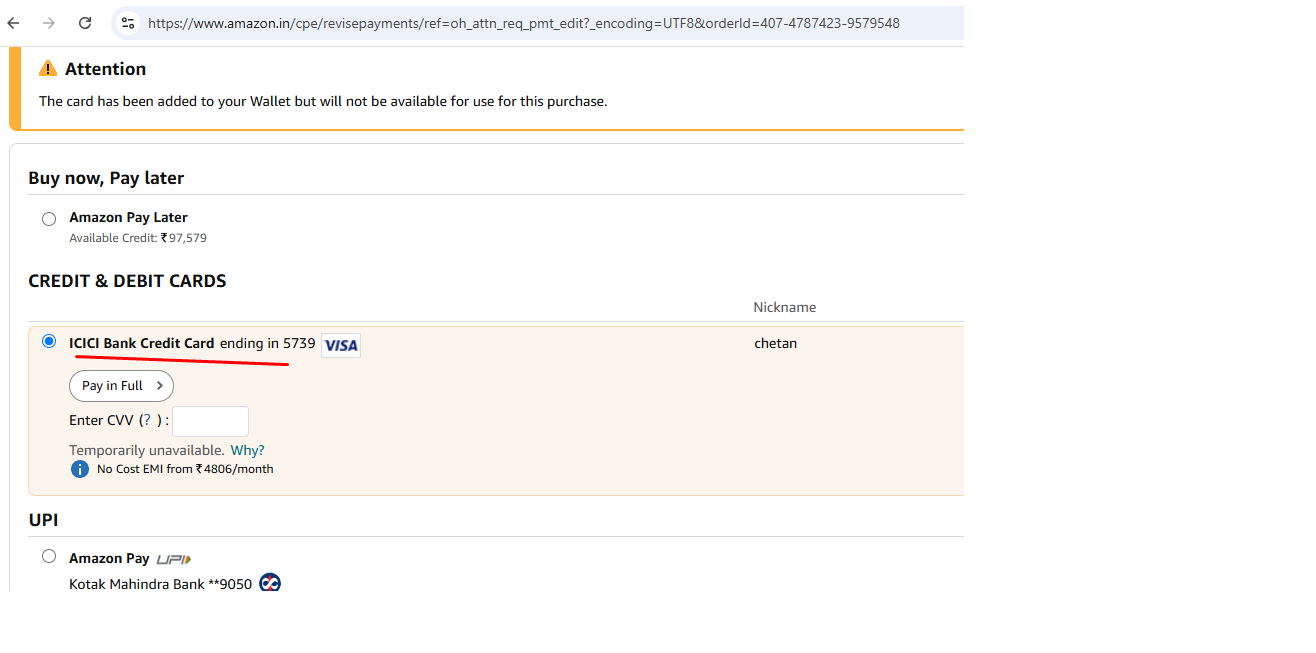 https://www.amazon.in/cpe/revisepayments/ref=oh_attn_req_pmt_edit?_encoding=UTF8&orderId=407-4787423-9579548
Attention
The card has been added to your Wallet but will not be available for use for this purchase.
Buy now, Pay later
Amazon Pay Later
Available Credit: ₹97,579
CREDIT & DEBIT CARDS
Nickname
ICICI Bank Credit Card ending in 5739 VISA chetan
Pay in Full
Enter CVV (? ) :
Temporarily unavailable. Why?
No Cost EMI from ₹4806/month
UPI
Amazon Pay UPI
Kotak Mahindra Bank **9050